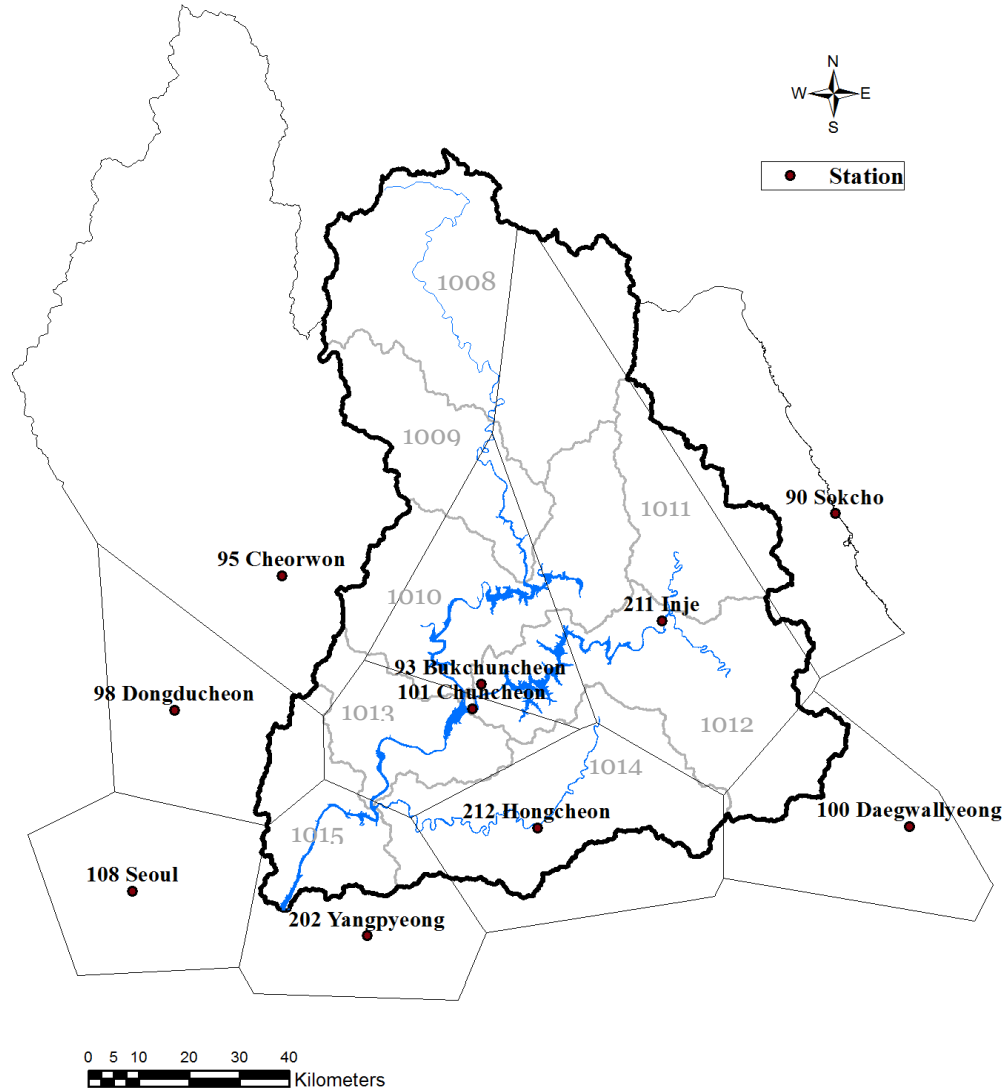 N
W E
S
Station
1008
1009
1011
90 Sokcho
95 Cheorwon
1010
211 Inje
93 Bukchuncheon
101 Chuncheon
98 Dongducheon
1013
1012
1014
212 Hongcheon
100 Daegwallyeong
1015
108 Seoul
202 Yangpyeong
0 5 10 20 30 40
Kilometers